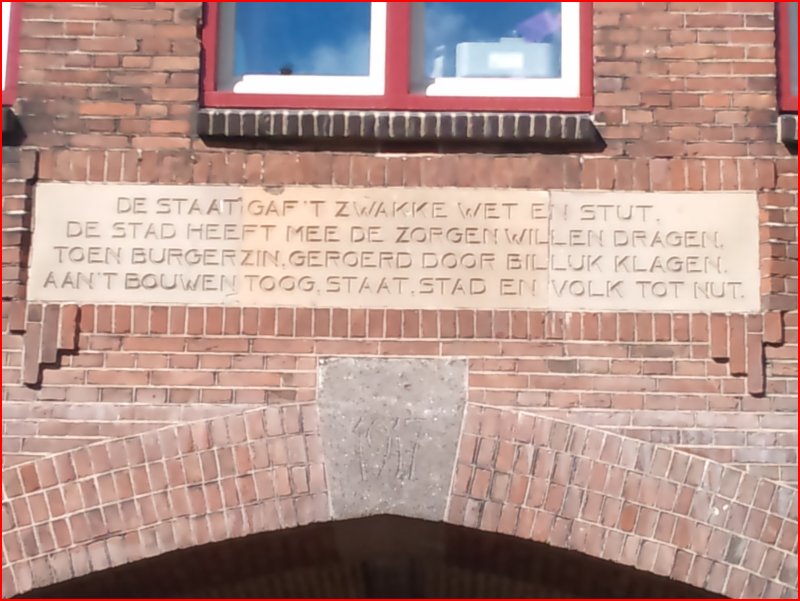 DE STAAT GAF 'T ZWAKKE WET EN STUT.
DE STAD HEEFT MEE DE ZORGEN WILLEN DRAGEN.
TOEN BURGERZIN, GEROERD DOOR BILLIJK KLAGEN.
AAN 'T BOUWEN TOOG, STAAT, STAD EN VOLK TOT NUT.